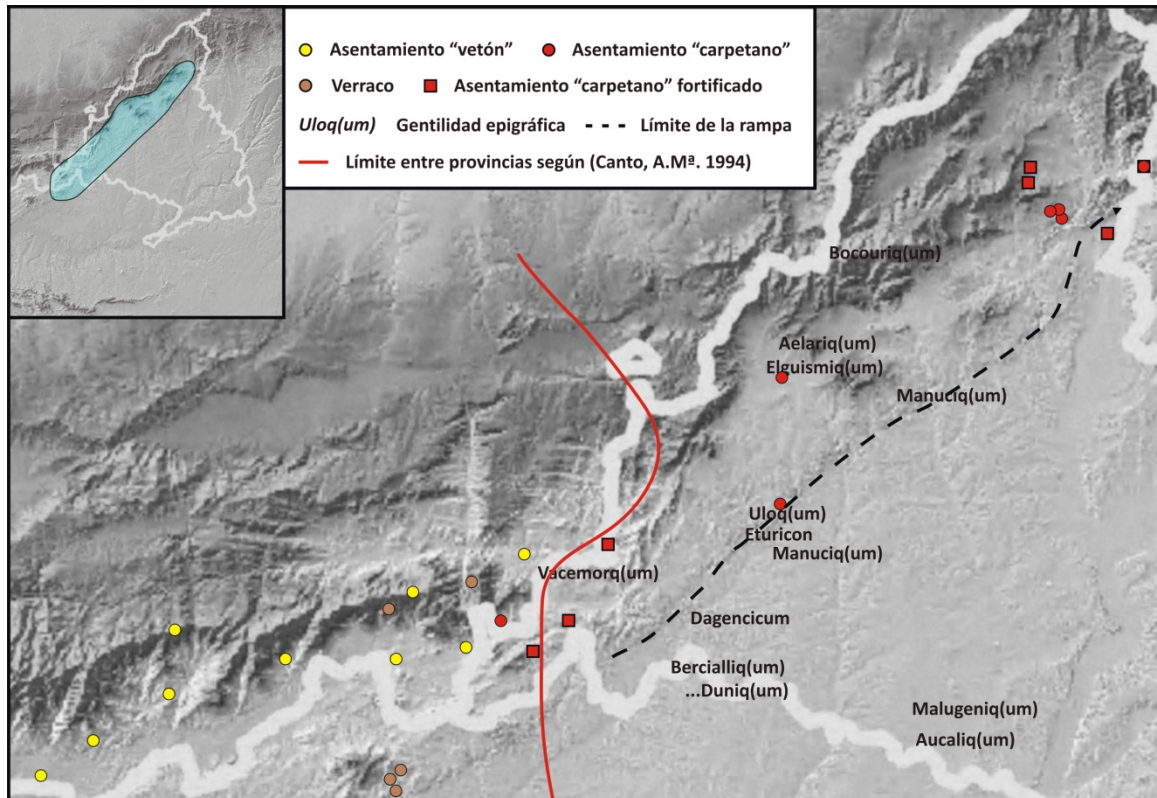 Asentamiento “vetón”
Asentamiento “carpetano”
Verraco
Asentamiento “carpetano” fortificado
Uloq(um) Gentilidad epigráfica
Límite de la rampa
Límite entre provincias según (Canto, A.Mª. 1994)
Bocouriq(um)
Aelariq(um)
Elguismiq(um)
Manuciq(um)
Uloq(um)
Eturicon
Manuciq(um)
Vacemorq(um)
Dagencicum
Bercialliq(um)
...Duniq(um)
Malugeniq(um)
Aucaliq(um)